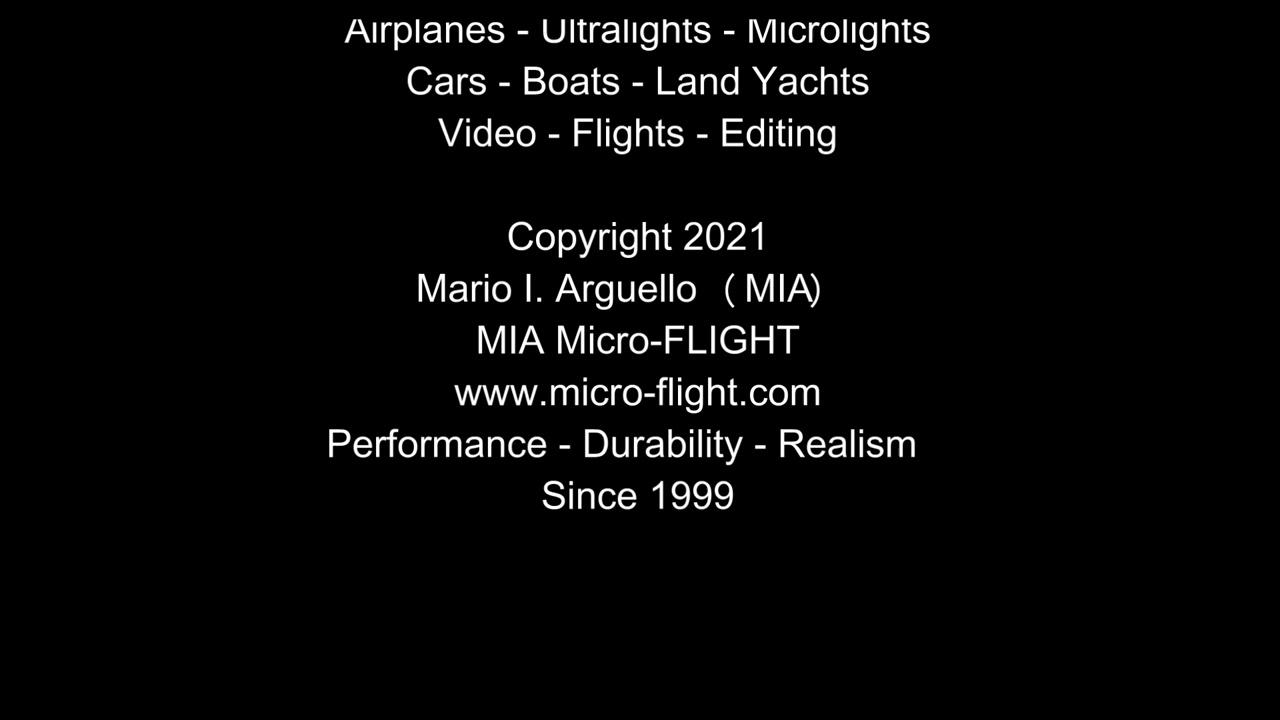 Airplanes - Ultralights - Microlights
Cars - Boats - Land Yachts
Video - Flights - Editing
Copyright 2021
Mario I. Arguello ( MIA)
MIA Micro-FLIGHT
www.micro-flight.com
Performance - Durability - Realism
Since 1999